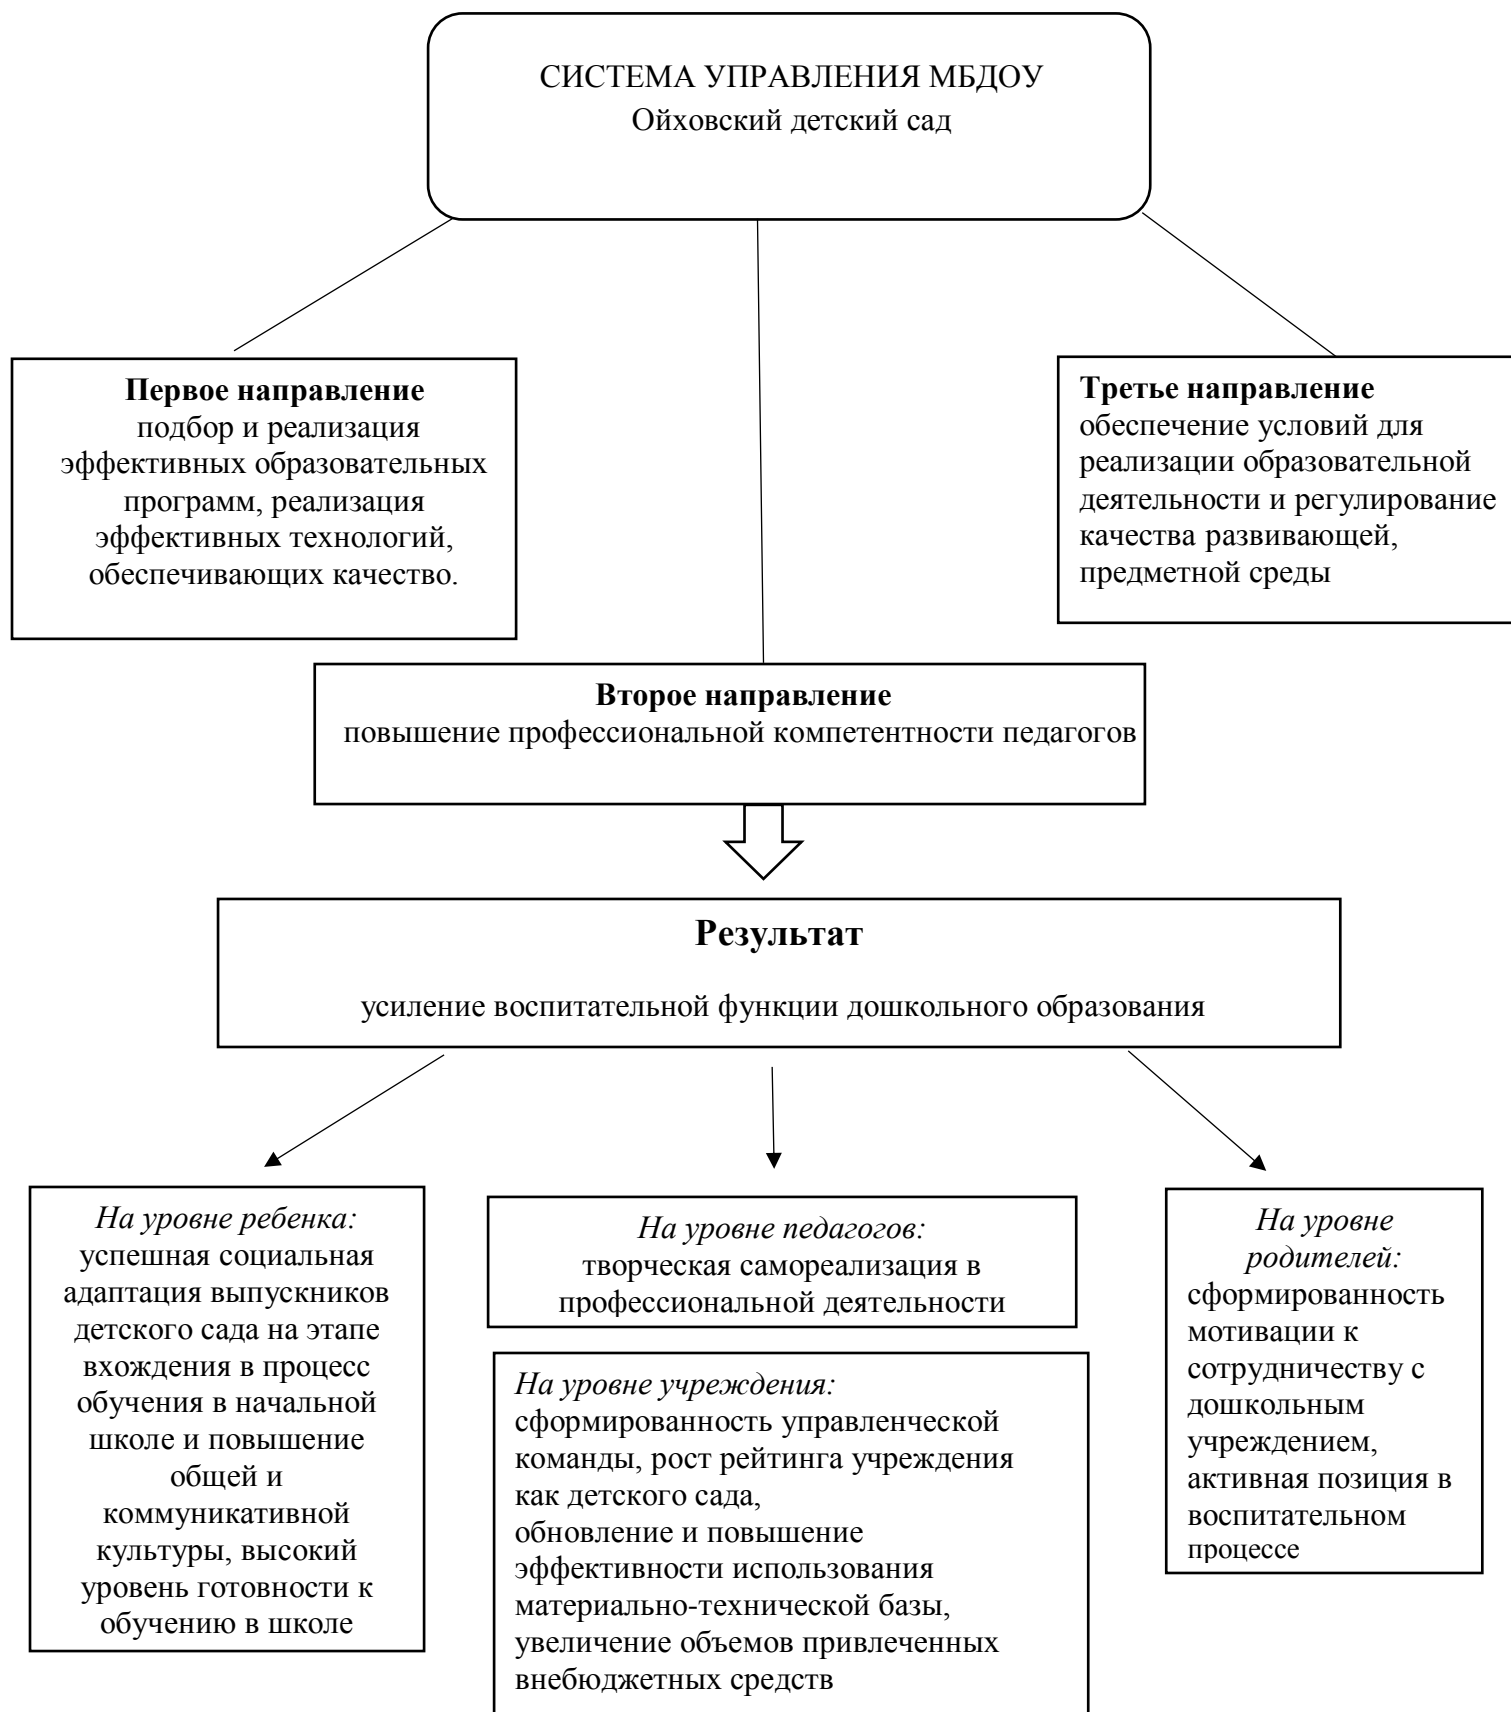 СИСТЕМА УПРАВЛЕНИЯ МБДОУ
Ойховский детский сад
Первое направление
подбор и реализация
эффективных образовательных
программ, реализация
эффективных технологий,
обеспечивающих качество.
Третье направление
обеспечение условий для
реализации образовательной
деятельности и регулирование
качества развивающей,
предметной среды
Второе направление
повышение профессиональной компетентности педагогов
Результат
усиление воспитательной функции дошкольного образования
На уровне ребенка:
успешная социальная
адаптация выпускников
детского сада на этапе
вхождения в процесс
обучения в начальной
школе и повышение
общей и
коммуникативной
культуры, высокий
уровень готовности к
обучению в школе
На уровне педагогов:
творческая самореализация в
профессиональной деятельности
На уровне учреждения:
сформированность управленческой
команды, рост рейтинга учреждения
как детского сада,
обновление и повышение
эффективности использования
материально-технической базы,
увеличение объемов привлеченных
внебюджетных средств
На уровне
родителей:
сформированность
мотивации к
сотрудничеству с
дошкольным
учреждением,
активная позиция в
воспитательном
процессе